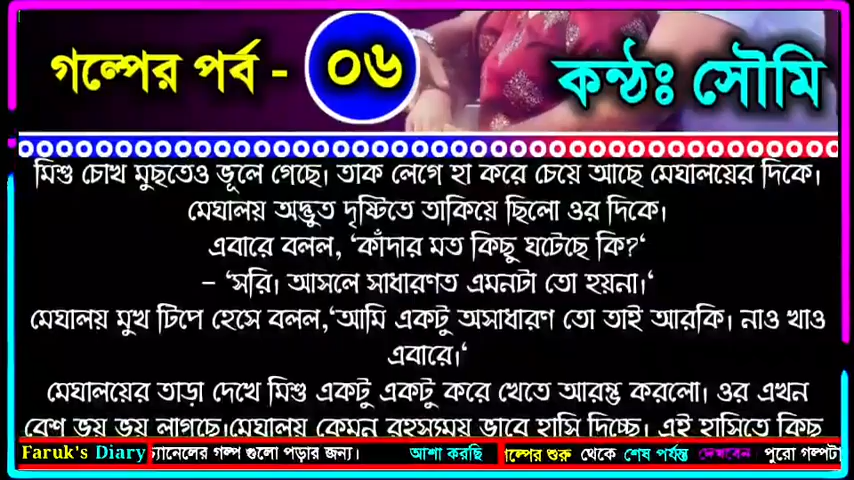 গল্পের পর্ব - ০৬ কন্ঠঃ সৌমি
মিশু চোখ মুছতেও ভূলে গেছে। তাক লেগে হা করে চেয়ে আছে মেঘালয়ের দিকে।
মেঘালয় অদ্ভুত দৃষ্টিতে তাকিয়ে ছিলো ওর দিকে।
এবারে বলল, ‘কাঁদার মত কিছু ঘটেছে কি?‘
– ‘সরি। আসলে সাধারণত এমনটা তো হয়না।‘
মেঘালয় মুখ টিপে হেসে বলল,‘আমি একটু অসাধারণ তো তাই আরকি। নাও খাও
এবারে।‘
মেঘালয়ের তাড়া দেখে মিশু একটু একটু করে খেতে আরম্ভ করলো। ওর এখন
বেশ ভয় ভয় লাগছে।মেঘালয় কেমন রহস্যময় ভাবে হাসি দিচ্ছে। এই হাসিতে কিছু
Faruk's Diary চ্যানেলের গল্প গুলো পড়ার জন্য। আশা করছি গল্পের শুরু থেকে শেষ পর্যন্ত দেখবেন পুরো গল্পটা